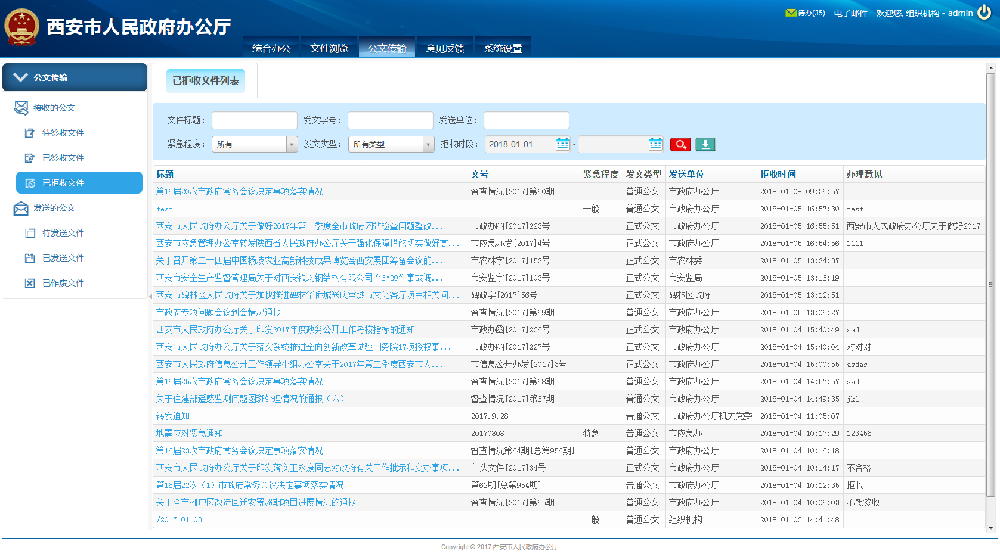 西安市人民政府办公厅
待办(35) 电子邮件 欢迎您, 组织机构 - admin
综合办公 文件浏览 公文传输 意见反馈 系统设置
公文传输
接收的公文
待签收文件
已签收文件
已拒收文件
发送的公文
待发送文件
已发送文件
已作废文件
已拒收文件列表
文件标题： 发文字号： 发送单位：
紧急程度： 所有 发文类型： 所有类型 拒收时段： 2018-01-01 -
标题 文号 紧急程度 发文类型 发送单位 拒收时间 办理意见
第16届20次市政府常务会议决定事项落实情况 督查情况[2017]第60期 普通公文 市政府办公厅 2018-01-08 09:36:57
test 一般 普通公文 市政府办公厅 2018-01-05 16:57:30 test
西安市人民政府办公厅关于做好2017年第二季度全市政府网站检查问题整改... 市政办函[2017]223号 正式公文 市政府办公厅 2018-01-05 16:55:51 西安市人民政府办公厅关于做好2017
西安市应急管理办公室转发陕西省人民政府办公厅关于强化保障措施切实做好高... 市应急办发[2017]4号 正式公文 市政府办公厅 2018-01-05 16:54:56 1111
关于召开第二十四届中国杨凌农业高新科技成果博览会西安展团筹备会议的... 市农林字[2017]152号 正式公文 市农林委 2018-01-05 13:24:37
西安市安全生产监督管理局关于对西安铁均钢结构有限公司“6•20”事故调... 市安监字[2017]103号 正式公文 市安监局 2018-01-05 13:16:19
西安市碑林区人民政府关于加快推进碑林华侨城兴庆宫城市文化客厅项目相关问... 碑政字[2017]56号 正式公文 碑林区政府 2018-01-05 13:12:51
市政府专项问题会议到会情况通报 督查情况[2017]第69期 普通公文 市政府办公厅 2018-01-05 13:06:27
西安市人民政府办公厅关于印发2017年度政务公开工作考核指标的通知 市政办函[2017]236号 正式公文 市政府办公厅 2018-01-04 15:40:49 sad
西安市人民政府办公厅关于落实系统推进全面创新改革试验国务院17项授权事... 市政办函[2017]227号 正式公文 市政府办公厅 2018-01-04 15:40:04 对对对
西安市人民政府信息公开工作领导小组办公室关于2017年第二季度西安市人... 市信息公开办发[2017]3号 正式公文 市政府办公厅 2018-01-04 15:00:55 asdas
第16届25次市政府常务会议决定事项落实情况 督查情况[2017]第68期 普通公文 市政府办公厅 2018-01-04 14:57:57 sad
关于住建部遥感监测问题图斑处理情况的通报（六） 督查情况[2017]第67期 普通公文 市政府办公厅 2018-01-04 14:49:35 jkl
转发通知 2017.9.28 普通公文 市政府办公厅机关党委 2018-01-04 11:05:07
地震应对紧急通知 20170808 特急 普通公文 市应急办 2018-01-04 10:17:29 123456
第16届23次市政府常务会议决定事项落实情况 督查情况第64期[总第956期] 普通公文 市政府办公厅 2018-01-04 10:16:18
西安市人民政府办公厅关于印发落实王永康同志对政府有关工作批示和交办事项... 白头文件[2017]34号 正式公文 市政府办公厅 2018-01-04 10:14:17 不合格
第16届22次（1）市政府常务会议决定事项落实情况 第62期[总第954期] 普通公文 市政府办公厅 2018-01-04 10:12:35 拒收
关于全市棚户区改造回迁安置超期项目进展情况的通报 督查情况[2017]第65期 普通公文 市政府办公厅 2018-01-04 10:06:03 不想签收
/2017-01-03 一般 普通公文 组织机构 2018-01-03 14:41:48
Copyright © 2017 西安市人民政府办公厅